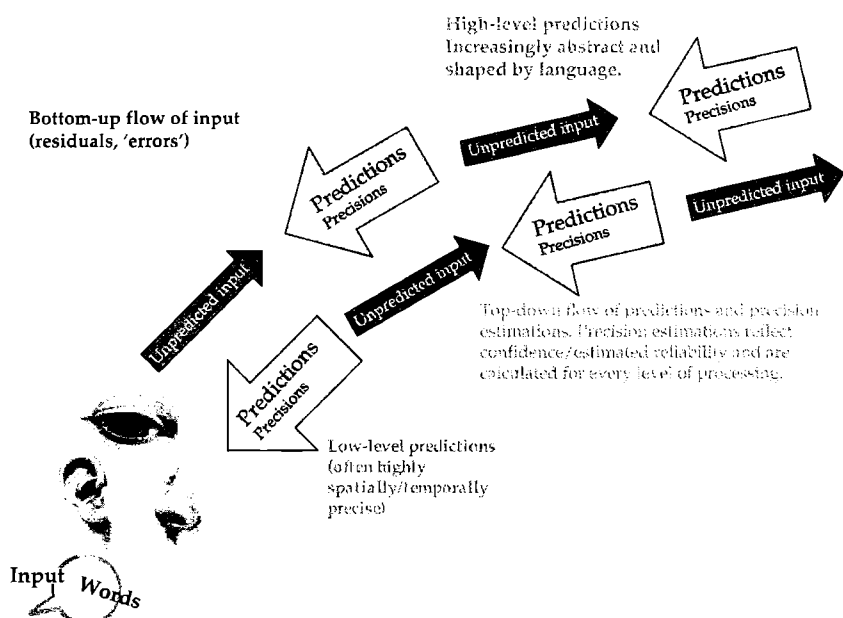 High-level predictions
Increasingly abstract and
shaped by language.
Predictions
Precisions
Bottom-up flow of input
(residuals, 'errors')
Unpredicted input
Predictions
Precisions
Unpredicted input
Predictions
Precisions
Unpredicted input
Unpredicted input
Top-down flow of predictions and precision
estimations. Precision estimations reflect
confidence/estimated reliability and are
calculated for every level of processing.
Predictions
Precisions
Low-level predictions
(often highly
spatially/temporally
precise)
Input
Words